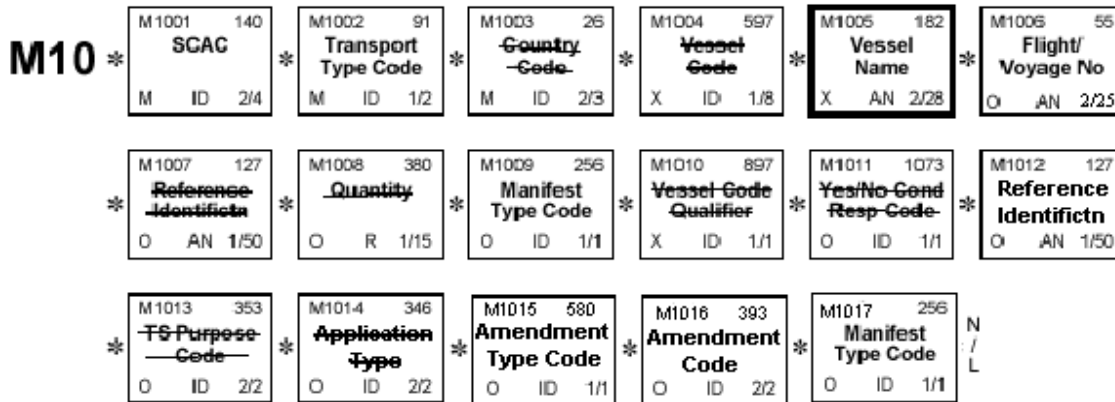 M10 * M1001 140 * M1002 91 * M1003 26 * M1004 597 * M1005 182 * M1006 55
SCAC Transport Country Vessel Vessel Flight/
Type Code Code Code Name Voyage No
M ID 2/4 M ID 1/2 M ID 2/3 X ID 1/8 X AN 2/28 O AN 2/25
* M1007 127 * M1008 380 * M1009 256 * M1010 897 * M1011 1073 * M1012 127
Reference Quantity Manifest Vessel Code Yes/No Cond Reference
Identifictn Type Code Qualifier Resp Code Identifictn
O AN 1/50 O R 1/15 O ID 1/1 X ID 1/1 O ID 1/1 O AN 1/50
* M1013 353 * M1014 346 * M1015 580 * M1016 393 * M1017 256 N
TS Purpose Application Amendment Amendment Manifest /
Code Type Type Code Code Type Code L
O ID 2/2 O ID 2/2 O ID 1/1 O ID 2/2 O ID 1/1